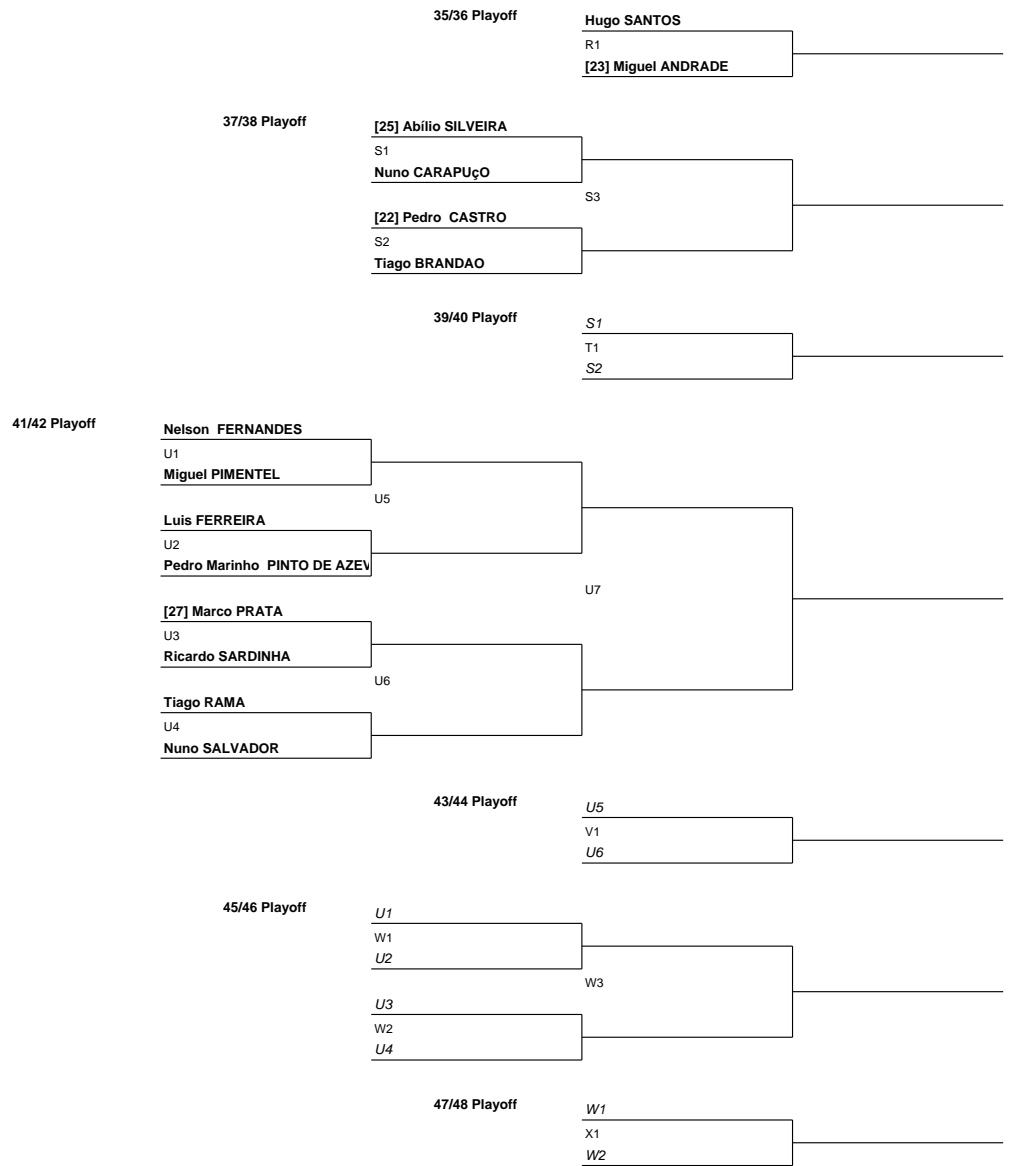 35/36 Playoff
Hugo SANTOS
R1
[23] Miguel ANDRADE
37/38 Playoff
[25] Abílio SILVEIRA
S1
Nuno CARAPUçO
S3
[22] Pedro  CASTRO
S2
Tiago BRANDAO
39/40 Playoff
S1
T1
S2
41/42 Playoff
Nelson  FERNANDES
U1
Miguel PIMENTEL
U5
Luis FERREIRA
U2
Pedro Marinho  PINTO DE AZEV
U7
[27] Marco PRATA
U3
Ricardo SARDINHA
U6
Tiago RAMA
U4
Nuno SALVADOR
43/44 Playoff
U5
V1
U6
45/46 Playoff
U1
W1
U2
W3
U3
W2
U4
47/48 Playoff
W1
X1
W2